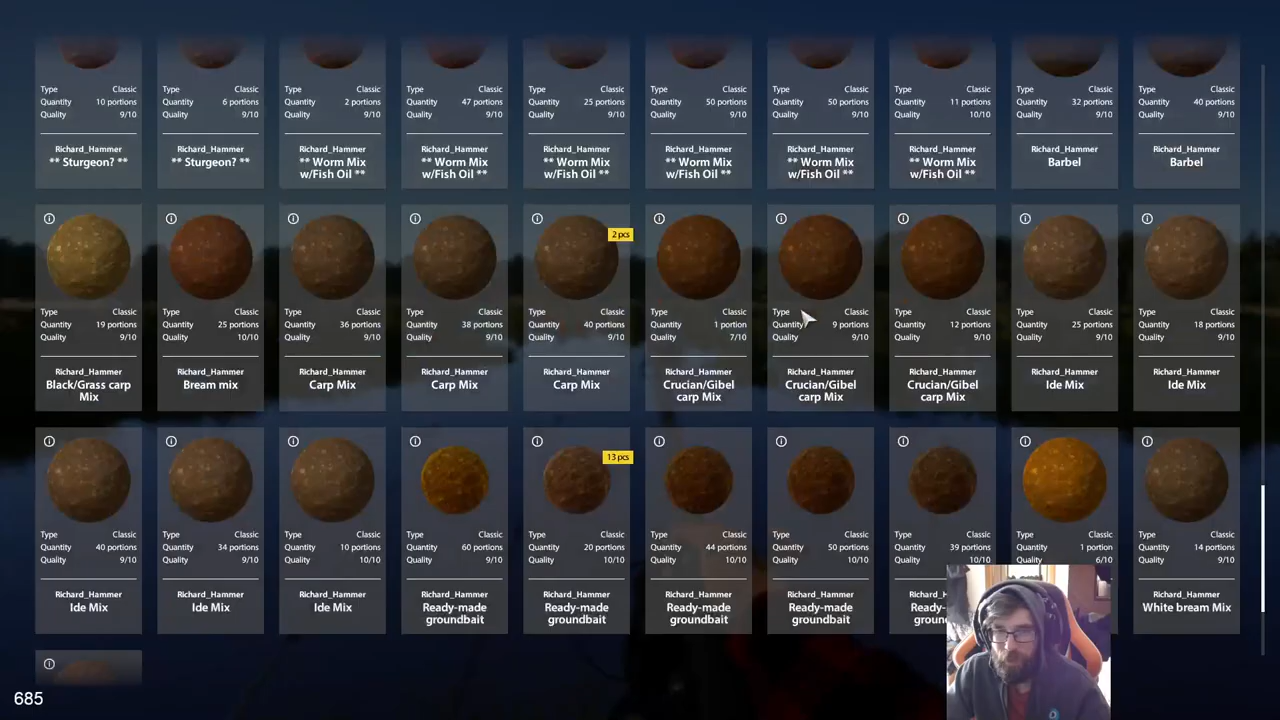 Type Classic Type Classic Type Classic Type Classic Type Classic Type Classic Type Classic Type Classic Type Classic Type Classic
Quantity 10 portions Quantity 6 portions Quantity 2 portions Quantity 47 portions Quantity 25 portions Quantity 50 portions Quantity 50 portions Quantity 11 portions Quantity 32 portions Quantity 40 portions
Quality 9/10 Quality 9/10 Quality 9/10 Quality 9/10 Quality 9/10 Quality 9/10 Quality 9/10 Quality 10/10 Quality 9/10 Quality 9/10
Richard_Hammer Richard_Hammer Richard_Hammer Richard_Hammer Richard_Hammer Richard_Hammer Richard_Hammer Richard_Hammer Richard_Hammer Richard_Hammer
** Sturgeon? ** ** Sturgeon? ** ** Worm Mix ** Worm Mix ** Worm Mix ** Worm Mix ** Worm Mix ** Worm Mix Barbel Barbel
w/Fish Oil ** w/Fish Oil ** w/Fish Oil ** w/Fish Oil ** w/Fish Oil ** w/Fish Oil **
2 pcs
Type Classic Type Classic Type Classic Type Classic Type Classic Type Classic Type Classic Type Classic Type Classic Type Classic
Quantity 19 portions Quantity 25 portions Quantity 36 portions Quantity 38 portions Quantity 40 portions Quantity 1 portion Quantity 9 portions Quantity 12 portions Quantity 25 portions Quantity 18 portions
Quality 9/10 Quality 10/10 Quality 9/10 Quality 9/10 Quality 9/10 Quality 7/10 Quality 9/10 Quality 9/10 Quality 9/10 Quality 9/10
Richard_Hammer Richard_Hammer Richard_Hammer Richard_Hammer Richard_Hammer Richard_Hammer Richard_Hammer Richard_Hammer Richard_Hammer Richard_Hammer
Black/Grass carp Bream mix Carp Mix Carp Mix Carp Mix Crucian/Gibel Crucian/Gibel Crucian/Gibel Ide Mix Ide Mix
Mix carp Mix carp Mix carp Mix
13 pcs
Type Classic Type Classic Type Classic Type Classic Type Classic Type Classic Type Classic Type Classic Type Classic Type Classic
Quantity 40 portions Quantity 34 portions Quantity 10 portions Quantity 60 portions Quantity 20 portions Quantity 44 portions Quantity 50 portions Quantity 39 portions Quantity 1 portion Quantity 14 portions
Quality 9/10 Quality 9/10 Quality 10/10 Quality 9/10 Quality 10/10 Quality 10/10 Quality 10/10 Quality 10/10 Quality 6/10 Quality 9/10
Richard_Hammer Richard_Hammer Richard_Hammer Richard_Hammer Richard_Hammer Richard_Hammer Richard_Hammer Richard_Hammer
Ide Mix Ide Mix Ide Mix Ready-made Ready-made Ready-made Ready-made Ready- White bream Mix
groundbait groundbait groundbait groundbait
685